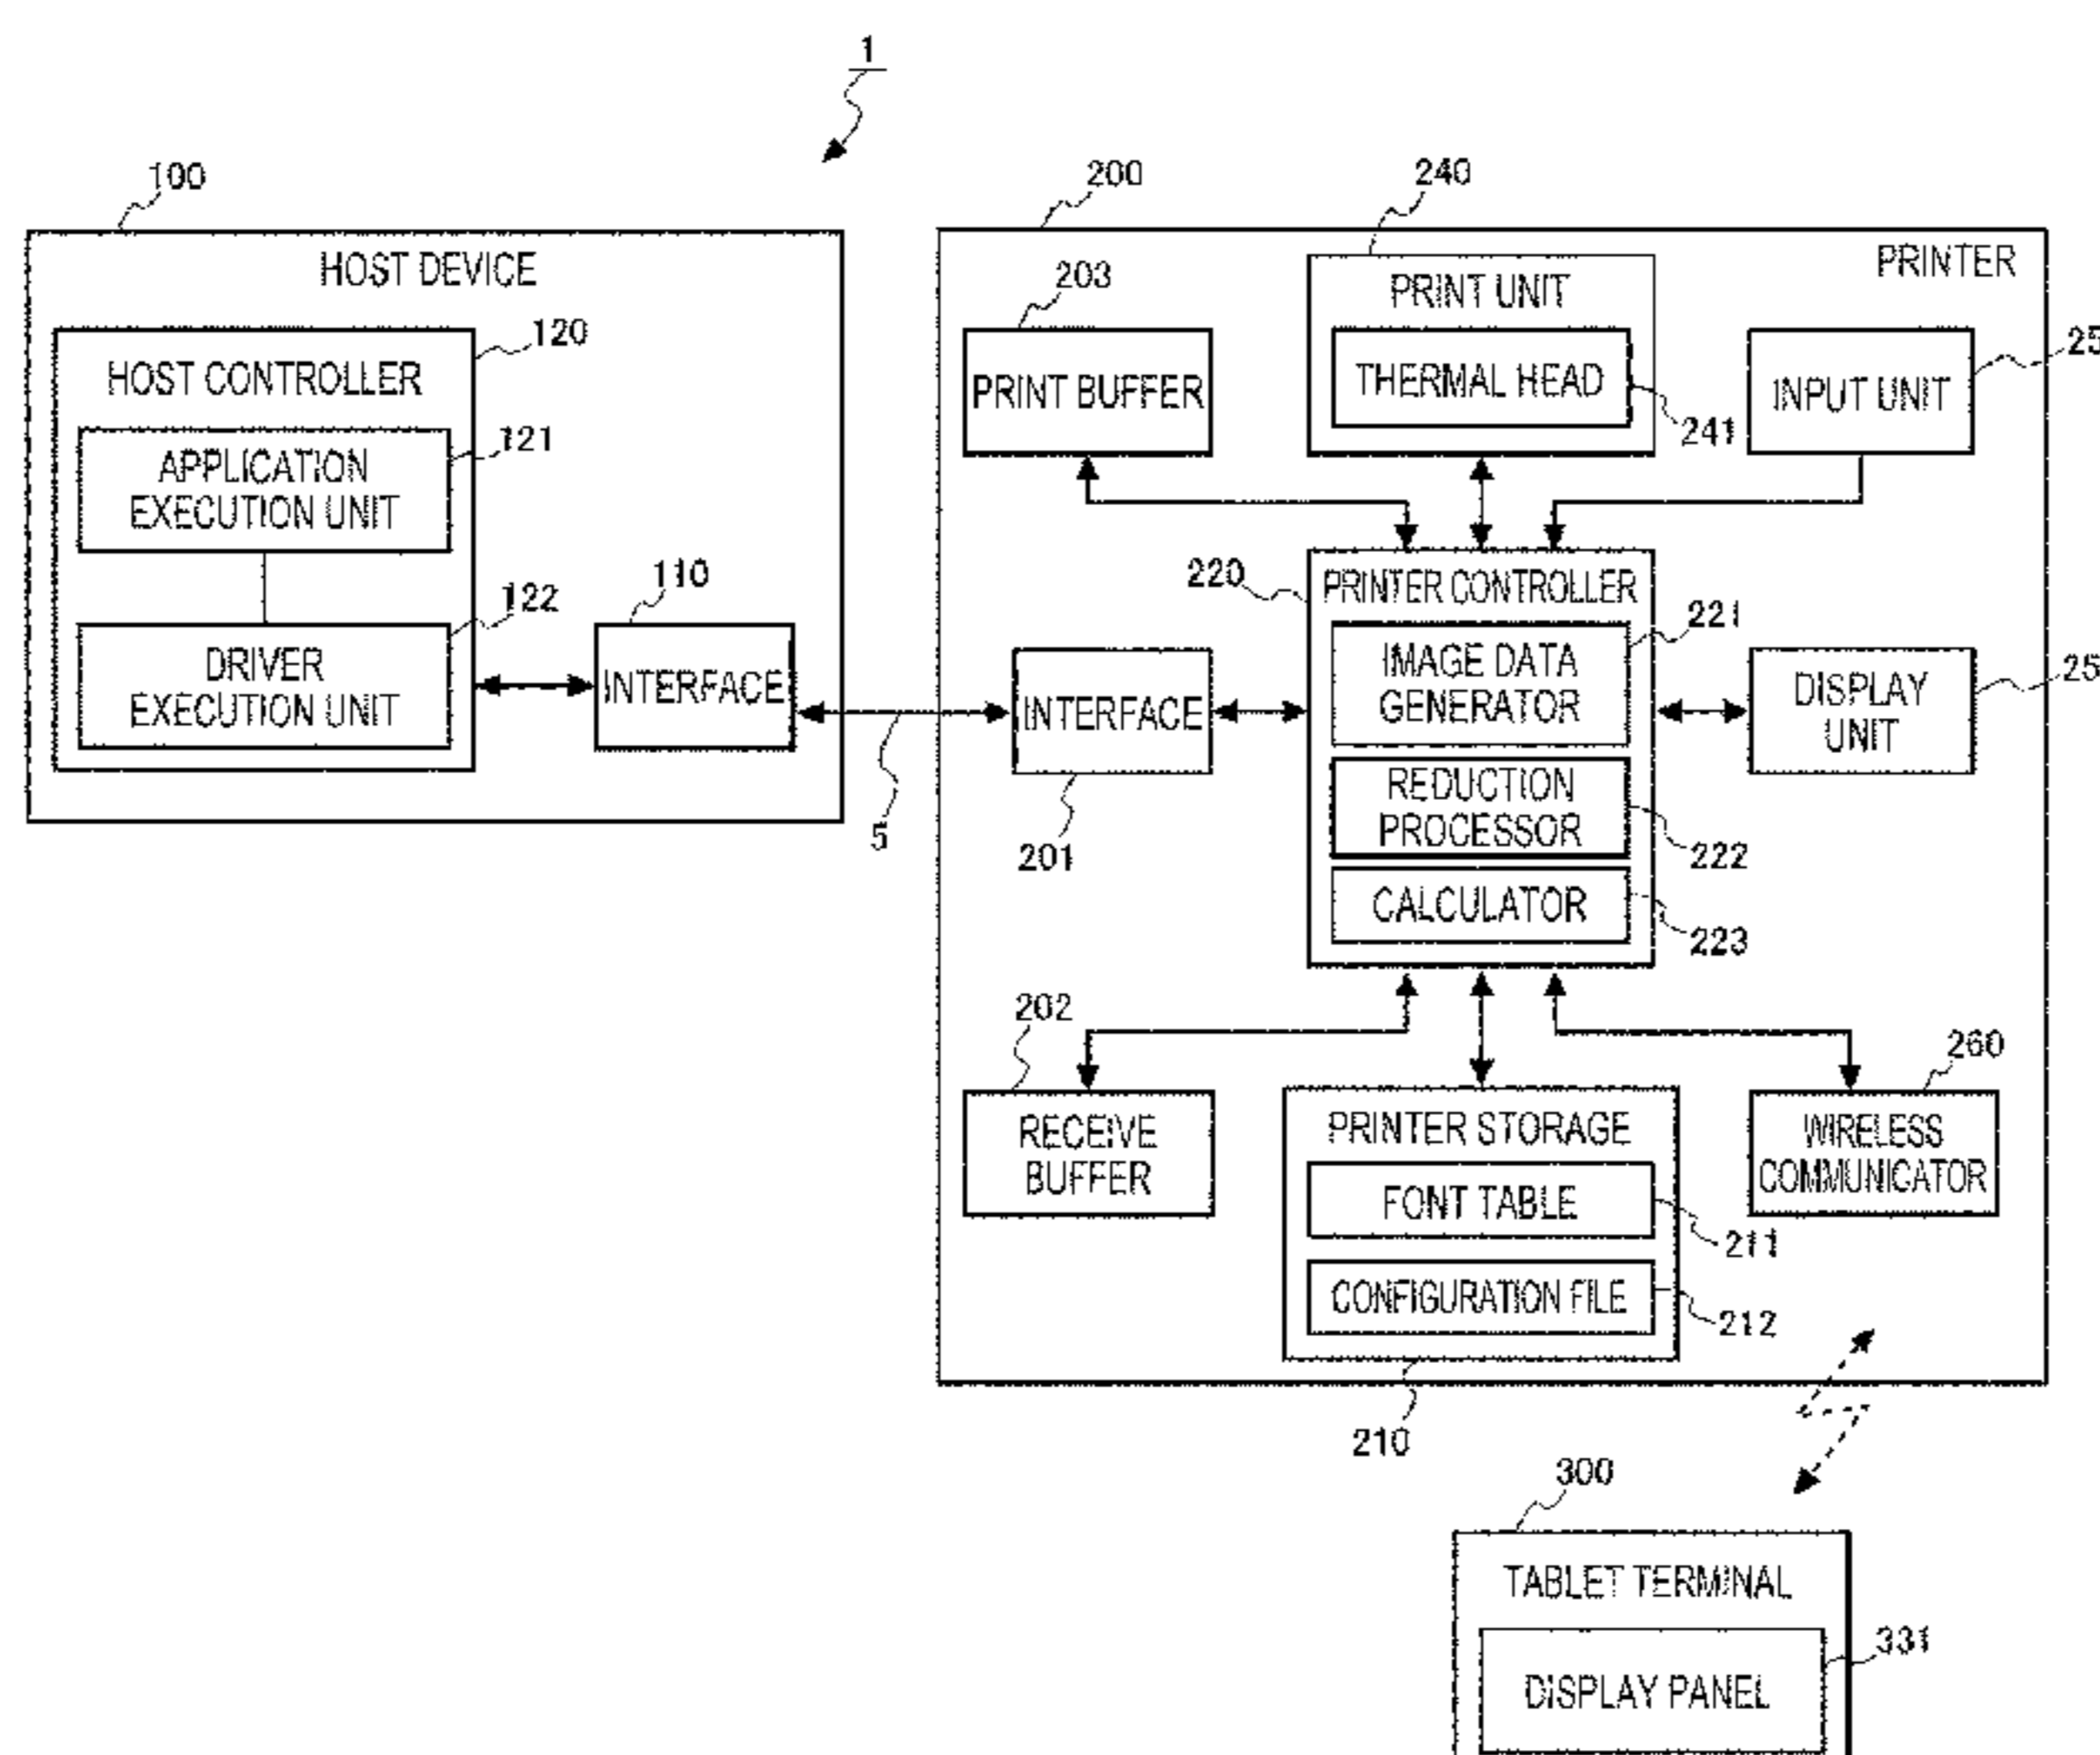 1
100
HOST DEVICE
120
HOST CONTROLLER
121
APPLICATION
EXECUTION UNIT
122
DRIVER
EXECUTION UNIT
110
INTERFACE
5
200
PRINTER
203
PRINT BUFFER
240
PRINT UNIT
THERMAL HEAD
241
25
INPUT UNIT
220
PRINTER CONTROLLER
221
IMAGE DATA
GENERATOR
REDUCTION
PROCESSOR
222
CALCULATOR
223
INTERFACE
201
25
DISPLAY
UNIT
202
RECEIVE
BUFFER
PRINTER STORAGE
FONT TABLE
211
CONFIGURATION FILE
212
210
260
WIRELESS
COMMUNICATOR
300
TABLET TERMINAL
331
DISPLAY PANEL